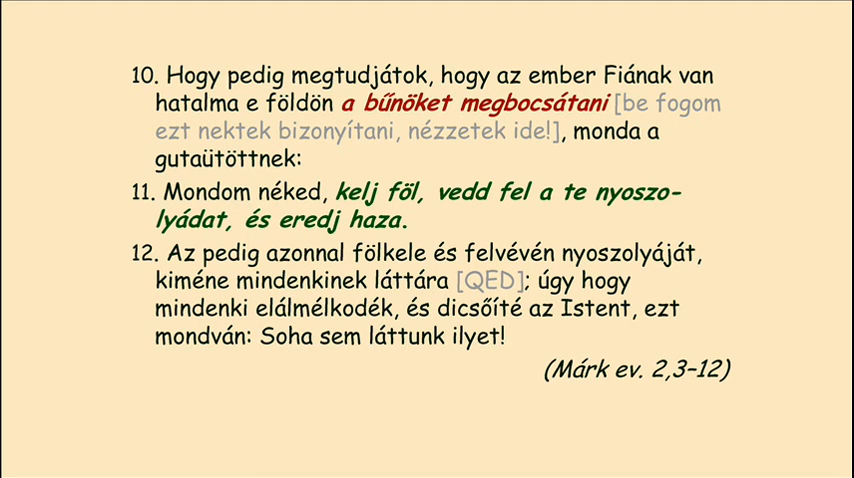 10. Hogy pedig megtudjátok, hogy az ember Fiának van
hatalma e földön a bűnöket megbocsátani [be fogom
ezt nektek bizonyítani, nézzetek ide!], monda a
gutaütöttnek:
11. Mondom néked, kelj föl, vedd fel a te nyoszo-
lyádat, és eredj haza.
12. Az pedig azonnal fölkele és felvévén nyoszolyáját,
kiméne mindenkinek láttára [QED]; úgy hogy
mindenki elálmélkodék, és dicsőíté az Istent, ezt
mondván: Soha sem láttunk ilyet!
(Márk ev. 2,3–12)